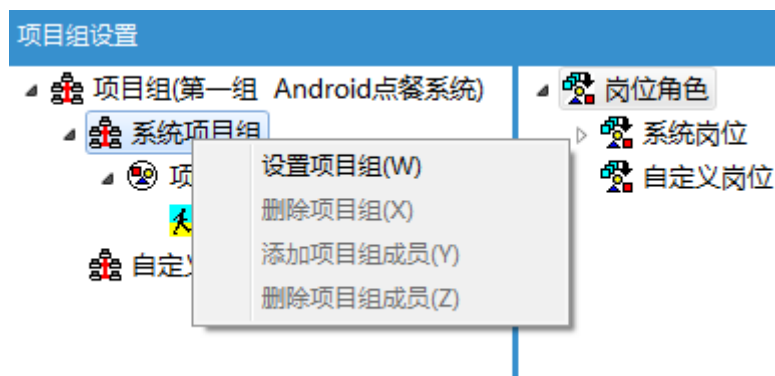 项目组设置
项目组(第一组 Android点餐系统)
系统项目组
项
自定
设置项目组(W)
删除项目组(X)
添加项目组成员(Y)
删除项目组成员(Z)
岗位角色
系统岗位
自定义岗位